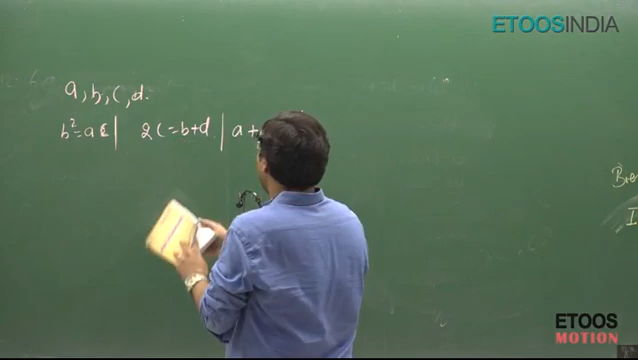 ETOOSINDIA
a, b, c, d.
b²=ac | 2c=b+d. | a+
I
ETOOS
MOTION